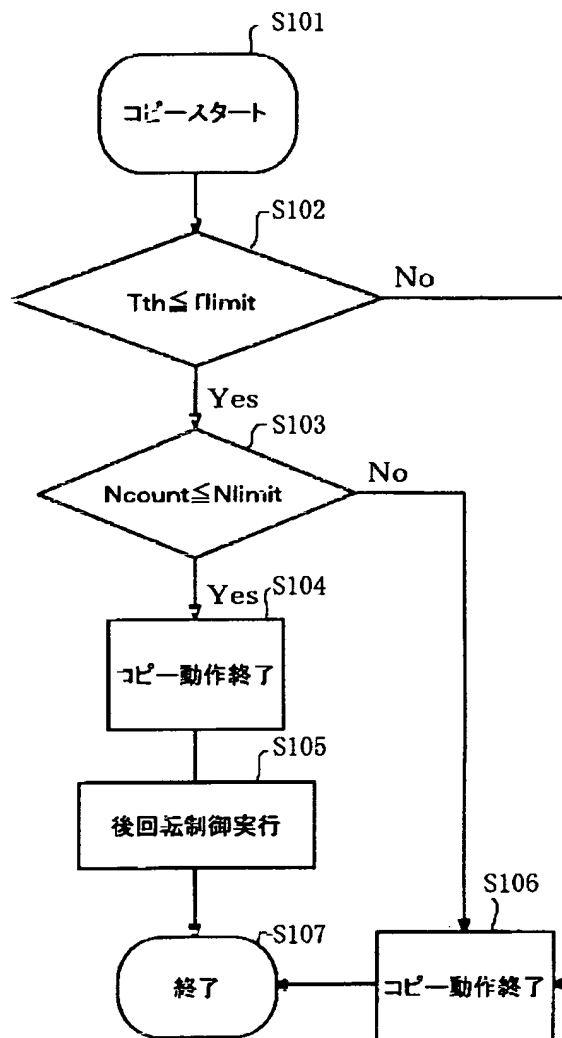 S101
コピースタート
S102
Tth≦Tlimit
No
Yes
S103
Ncount≦Nlimit
No
Yes
S104
コピー動作終了
S105
後回転制御実行
S106
S107
終了
コピー動作終了